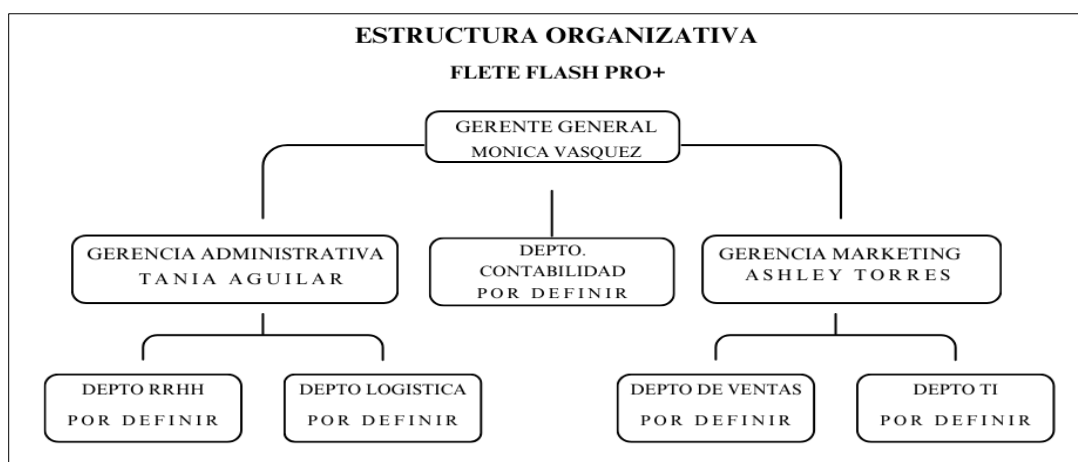 ESTRUCTURA ORGANIZATIVA
FLETE FLASH PRO+
GERENTE GENERAL
MONICA VASQUEZ
GERENCIA ADMINISTRATIVA
TANIA AGUILAR
DEPTO.
CONTABILIDAD
POR DEFINIR
GERENCIA MARKETING
ASHLEY TORRES
DEPTO RRHH
POR DEFINIR
DEPTO LOGISTICA
POR DEFINIR
DEPTO DE VENTAS
POR DEFINIR
DEPTO TI
POR DEFINIR